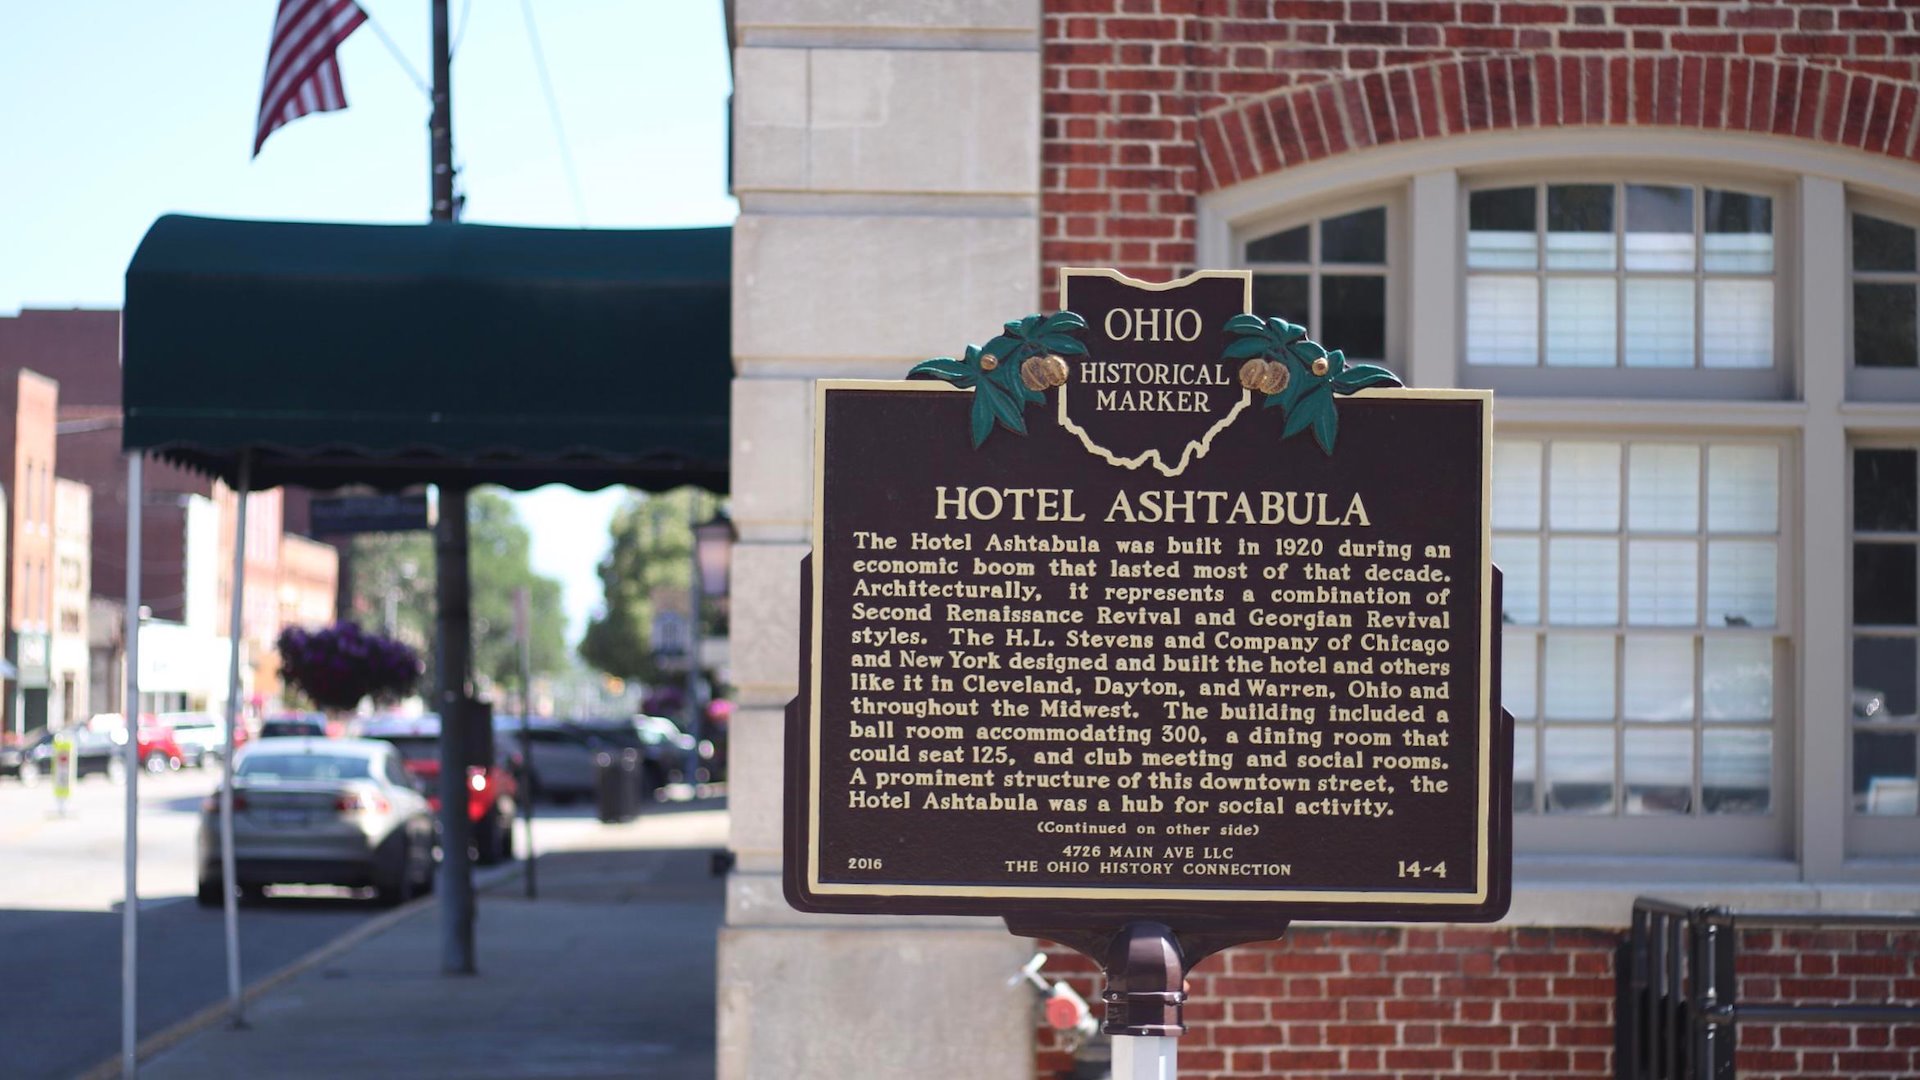 OHIO
HISTORICAL
MARKER
HOTEL ASHTABULA
The Hotel Ashtabula was built in 1920 during an
economic boom that lasted most of that decade.
Architecturally, it represents a combination of
Second Renaissance Revival and Georgian Revival
styles. The H.L. Stevens and Company of Chicago
and New York designed and built the hotel and others
like it in Cleveland, Dayton, and Warren, Ohio and
throughout the Midwest. The building included a
ball room accommodating 300, a dining room that
could seat 125, and club meeting and social rooms.
A prominent structure of this downtown street, the
Hotel Ashtabula was a hub for social activity.
(Continued on other side)
4726 MAIN AVE LLC
2016 THE OHIO HISTORY CONNECTION 14-4